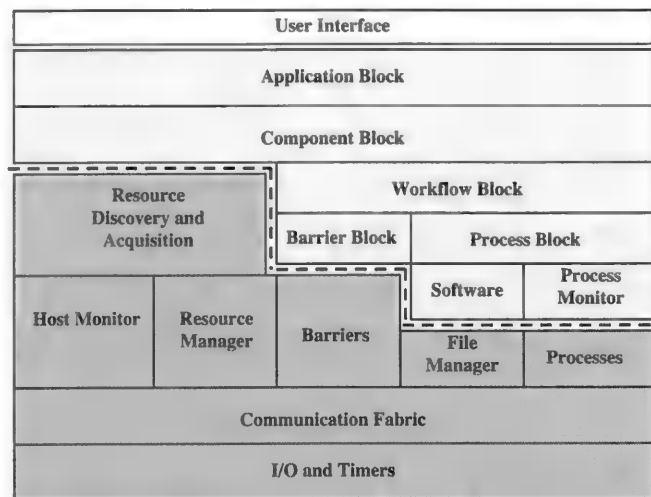 User Interface
Application Block
Component Block
Resource
Discovery and
Acquisition
Workflow Block
Barrier Block
Process Block
Software
Process
Monitor
Host Monitor
Resource
Manager
Barriers
File
Manager
Processes
Communication Fabric
I/O and Timers